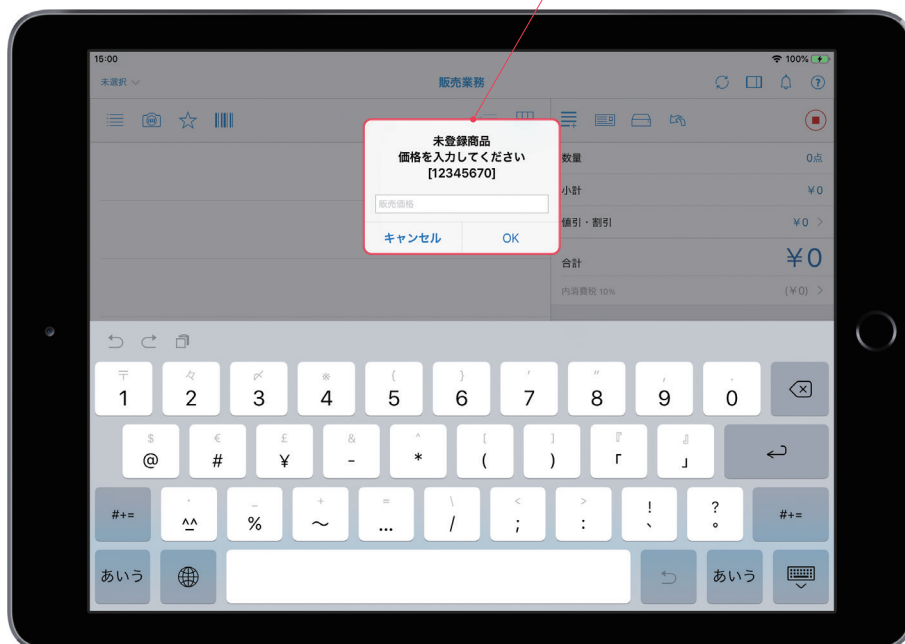 15:00
100%
未選択
販売業務
未登録商品
価格を入力してください
[12345670]
販売価格
キャンセル OK
数量 0点
小計 ¥0
値引・割引 ¥0 >
合計 ¥0
内消費税 10% (¥0) >
〒 々 〆 ※ { } ′ ″ , .
1 2 3 4 5 6 7 8 9 0
$ € £ & ^ [ ] 『 』
@ # ¥ - * ( ) 「 」
・ _ + = \ < > ! ?
#+= ^^ % 〜 … / ; : 、 。 #+=
あいう あいう